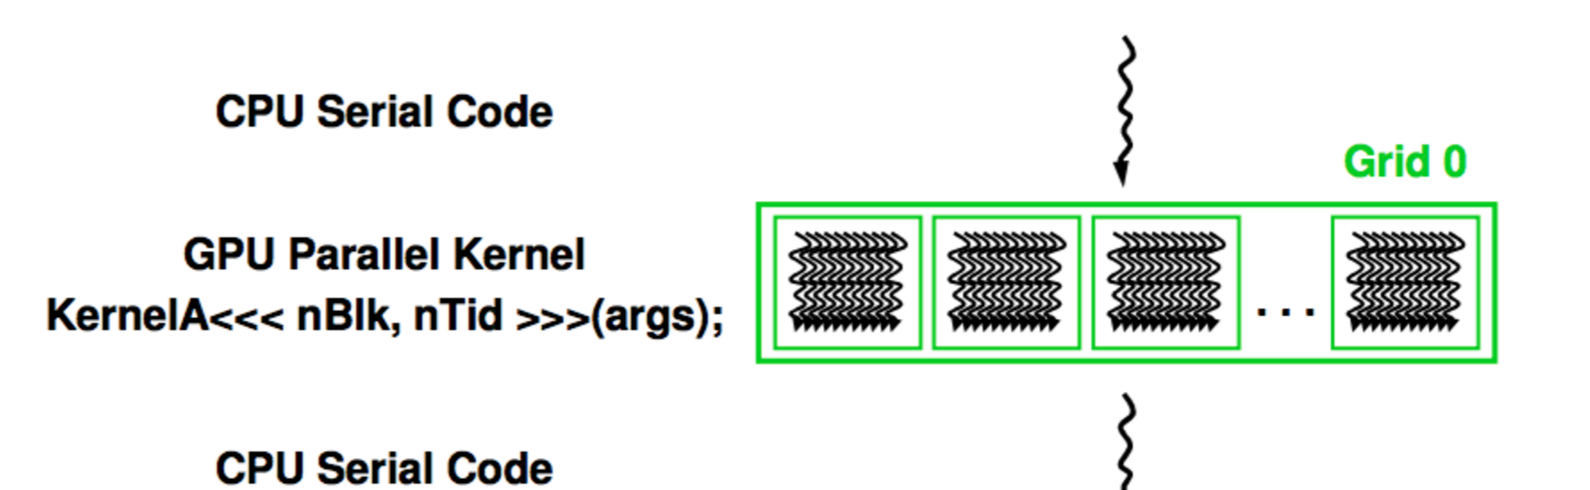 CPU Serial Code
Grid 0
GPU Parallel Kernel
KernelA<<< nBlk, nTid >>>(args);
. . .
CPU Serial Code